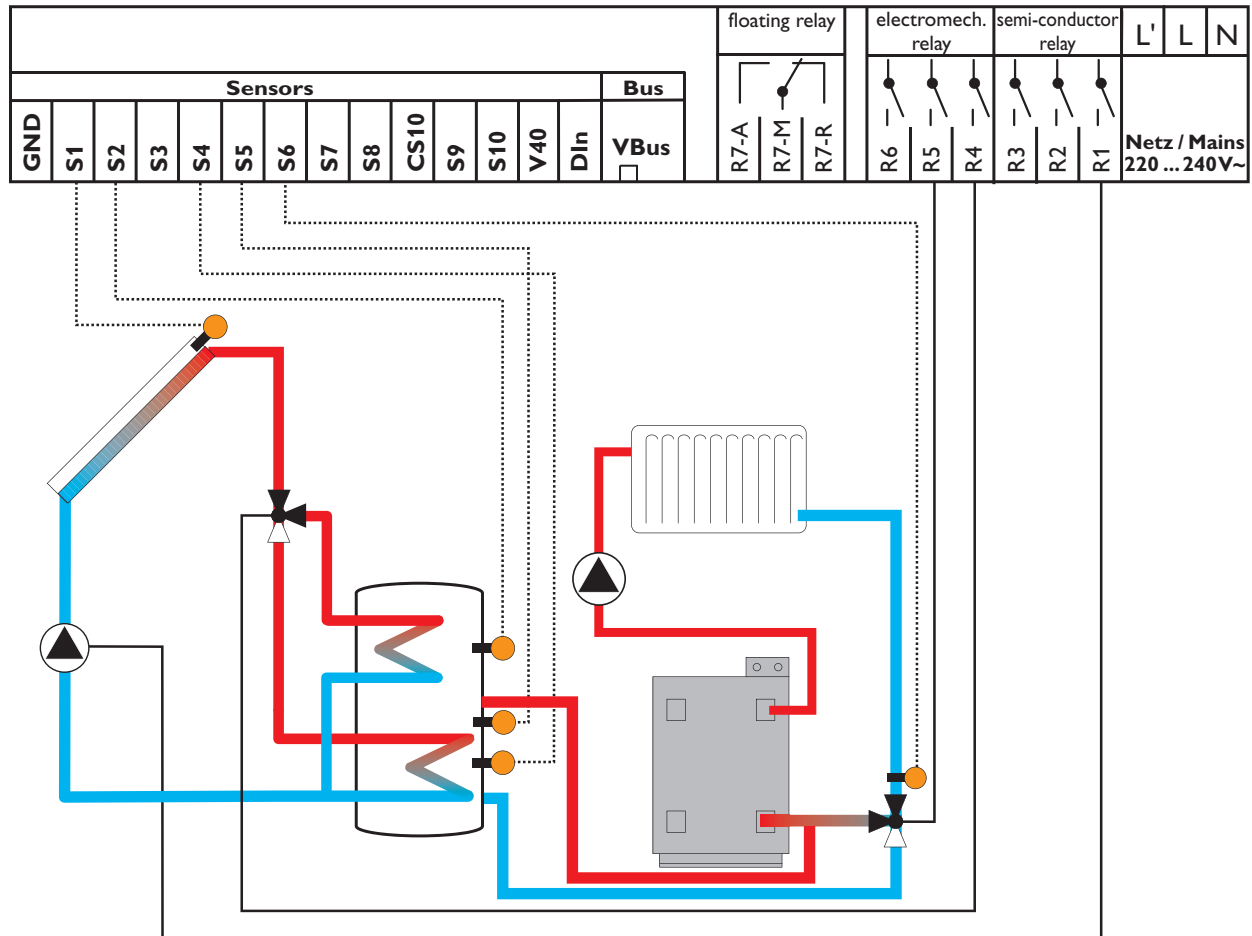 floating relay
electromech.
relay
semi-conductor
relay
L' L N
Sensors
Bus
GND S1 S2 S3 S4 S5 S6 S7 S8 CS10 S9 S10 V40 DIn
VBus
R7-A R7-M R7-R
R6 R5 R4 R3 R2 R1
Netz / Mains
220 ... 240V~